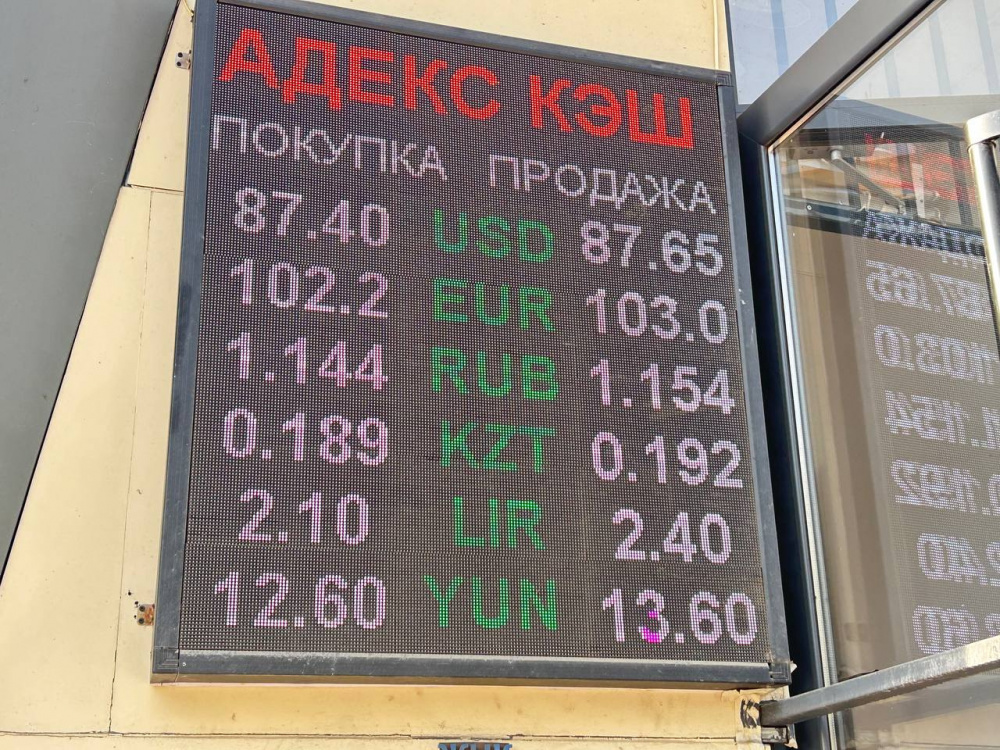 АДЕКС КЭШ
ПОКУПКА ПРОДАЖА
87.40 USD 87.65
102.2 EUR 103.0
1.144 RUB 1.154
0.189 KZT 0.192
2.10 LIR 2.40
12.60 YUN 13.60